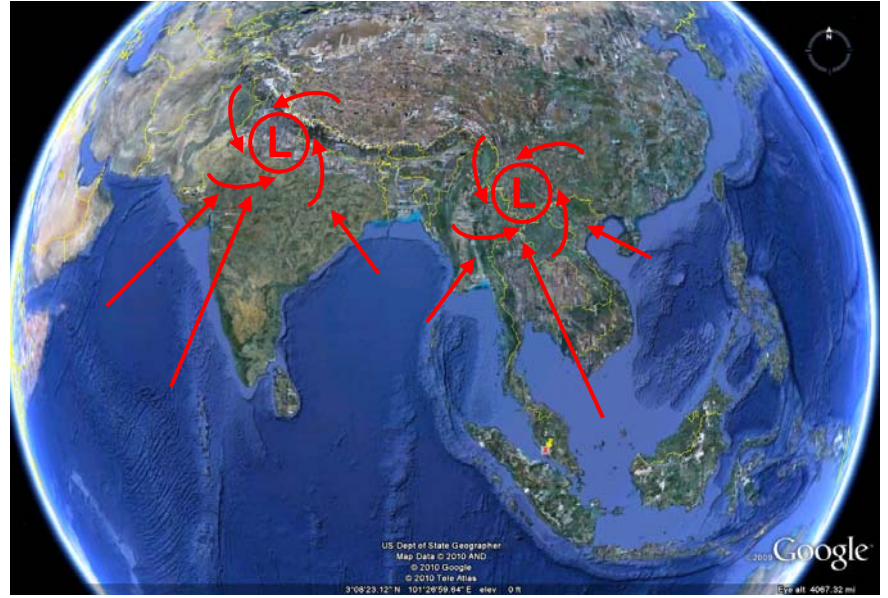 N
L
L
US Dept of State Geographer
Map Data © 2010 AND
© 2010 Google
© 2010 Tele Atlas
© 2009 Google
3°08'23.12" N 101°26'59.64" E elev 0 ft
Eye alt 4067.32 mi